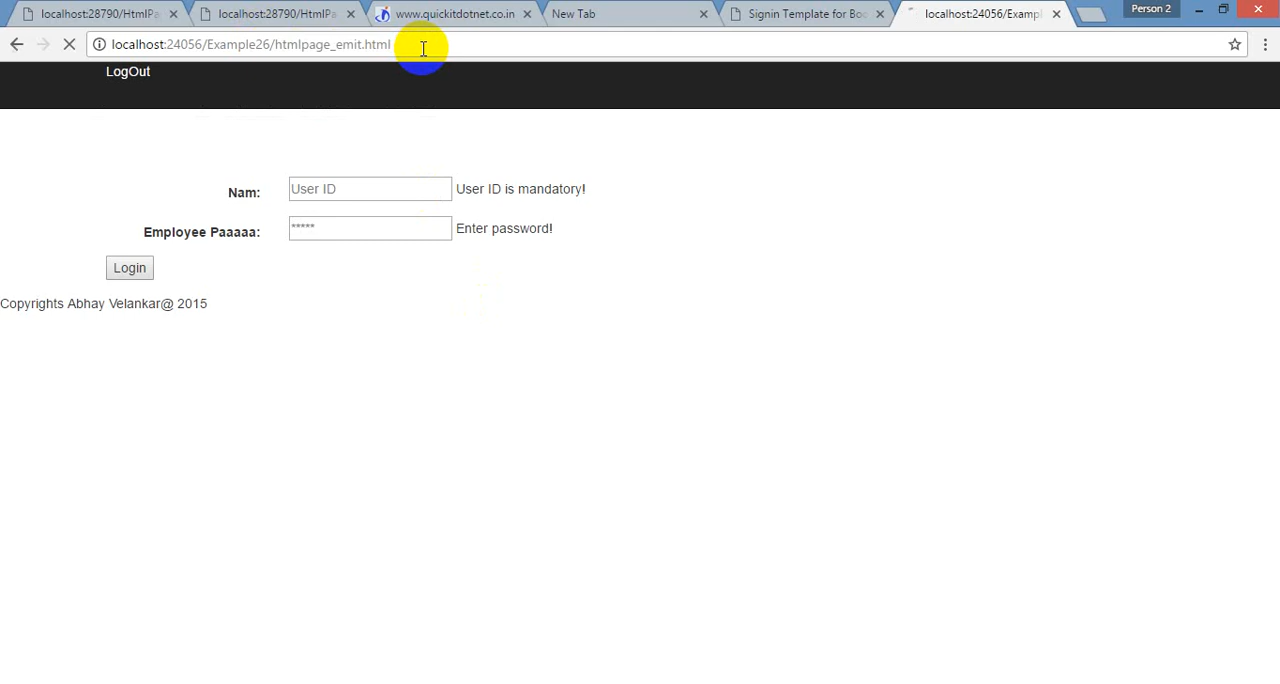 localhost:28790/HtmlPa localhost:28790/HtmlPa www.quickitdotnet.co.in New Tab Signin Template for Boo localhost:24056/Exampl Person 2
localhost:24056/Example26/htmlpage_emit.html
LogOut
Nam: User ID User ID is mandatory!
Employee Paaaaa: ***** Enter password!
Login
Copyrights Abhay Velankar@ 2015